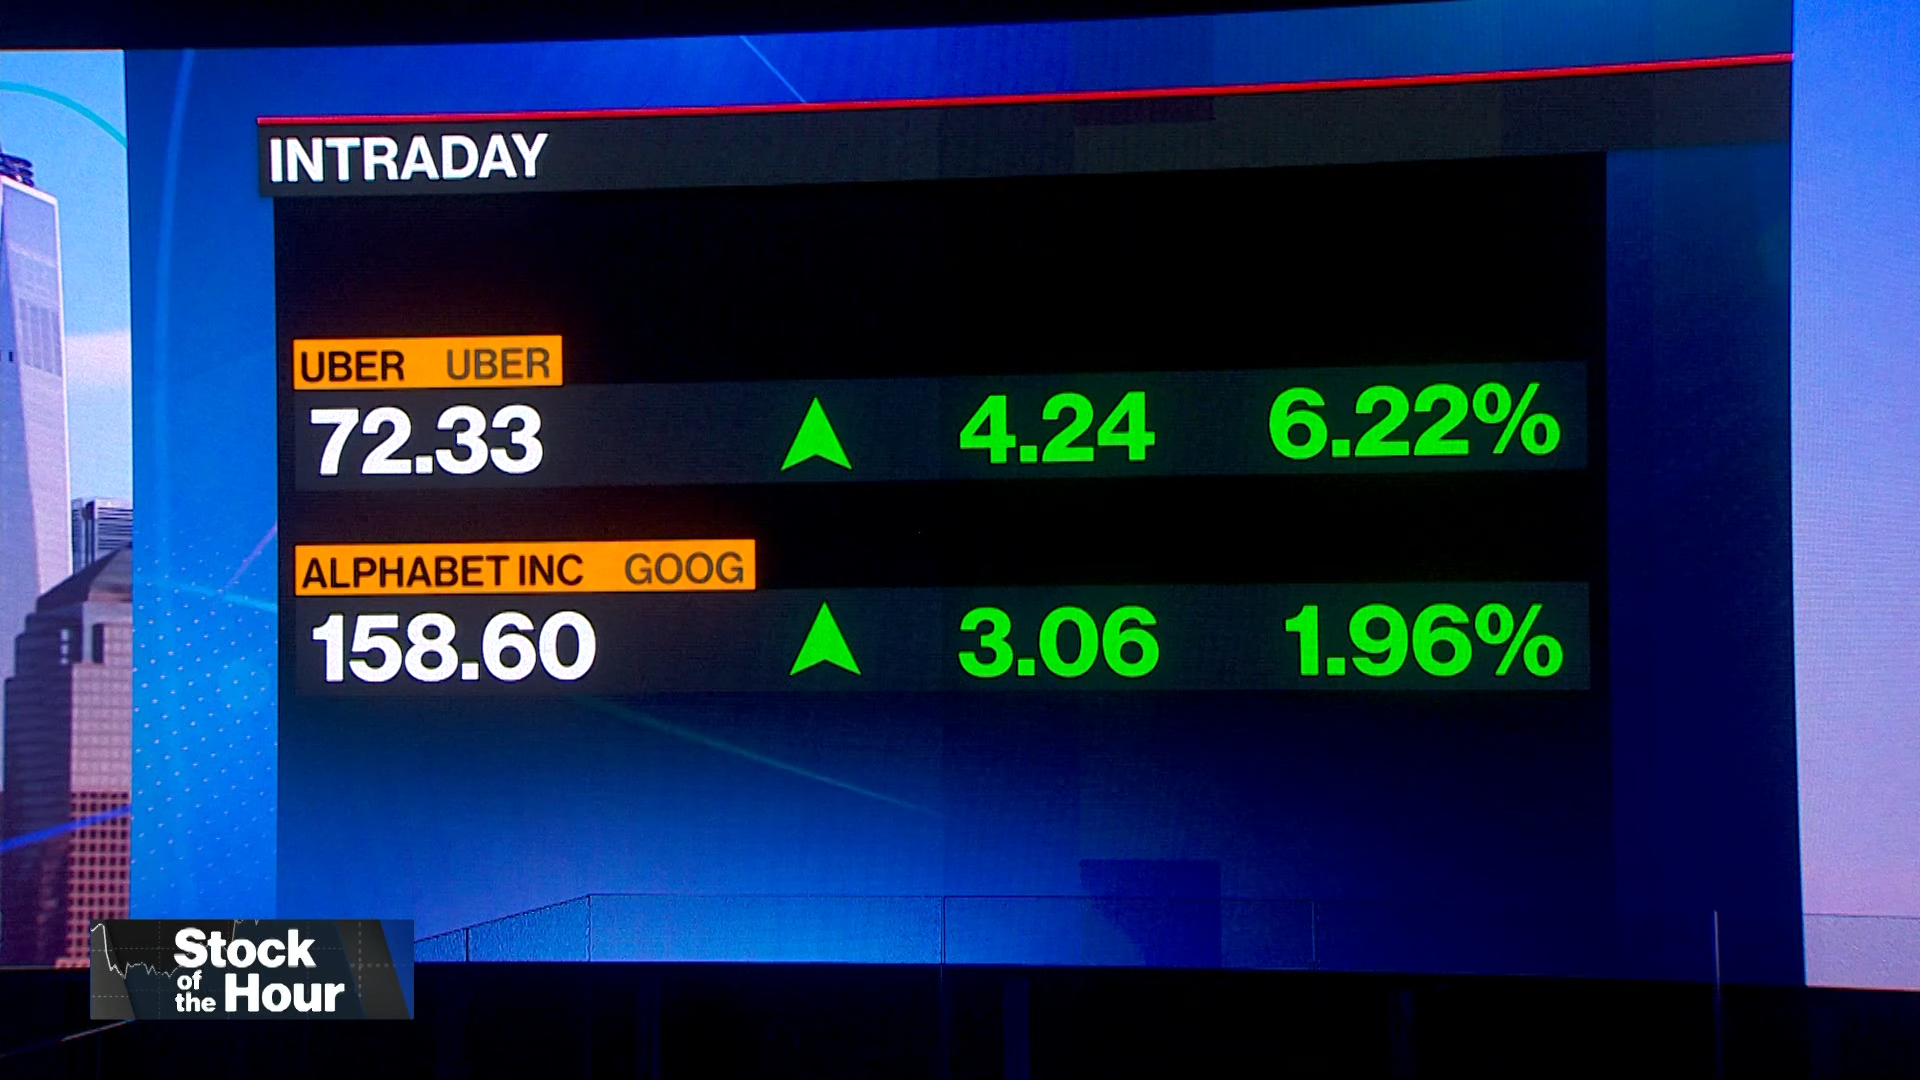 INTRADAY
UBER UBER
72.33 ▲ 4.24 6.22%
ALPHABET INC GOOG
158.60 ▲ 3.06 1.96%
Stock
of
the Hour